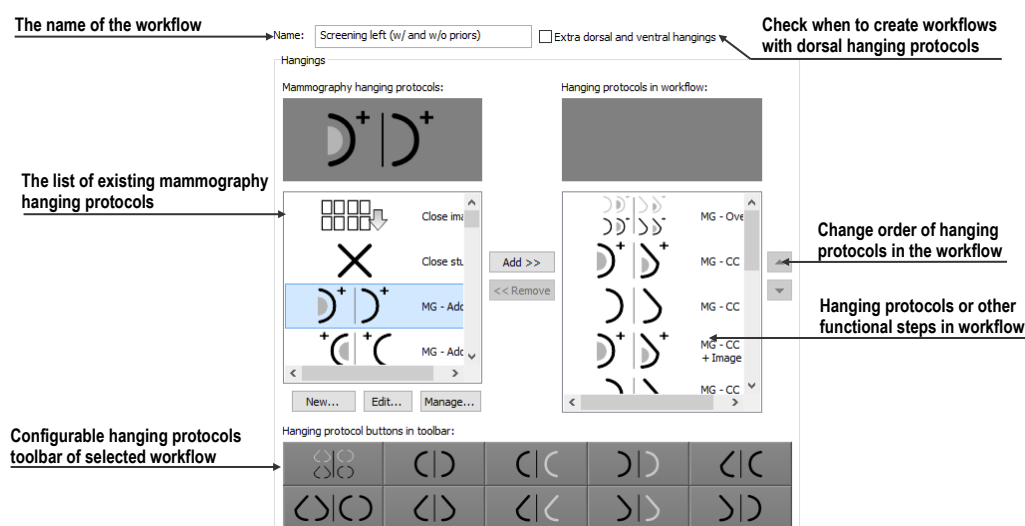 The name of the workflow
Name:
Screening left (w/ and w/o priors)
Extra dorsal and ventral hangings
Check when to create workflows
with dorsal hanging protocols
Hangings
Mammography hanging protocols:
Hanging protocols in workflow:
The list of existing mammography
hanging protocols
Close ima
Close stu
MG - Add
MG - Add
New...
Edit...
Manage...
Add >>
<< Remove
MG - Ove
MG - CC
MG - CC
MG - CC
+ Image
MG - CC
Change order of hanging
protocols in the workflow
Hanging protocols or other
functional steps in workflow
Configurable hanging protocols
toolbar of selected workflow
Hanging protocol buttons in toolbar: